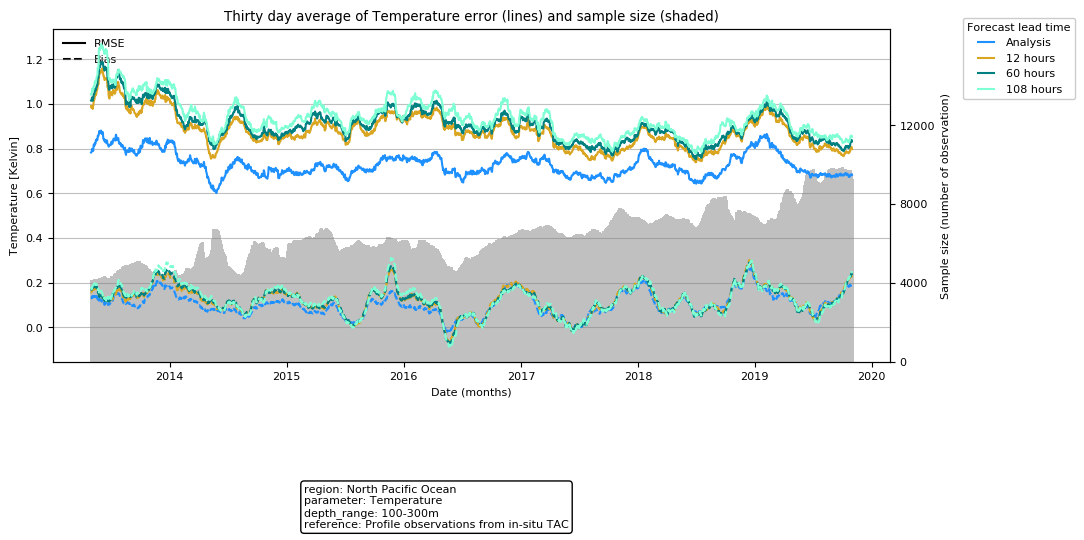 Thirty day average of Temperature error (lines) and sample size (shaded)
Forecast lead time
Analysis
12 hours
60 hours
108 hours
RMSE
Bias
Temperature [Kelvin]
1.2
1.0
0.8
0.6
0.4
0.2
0.0
12000
8000
4000
0
Sample size (number of observation)
2014 2015 2016 2017 2018 2019 2020
Date (months)
region: North Pacific Ocean
parameter: Temperature
depth_range: 100-300m
reference: Profile observations from in-situ TAC